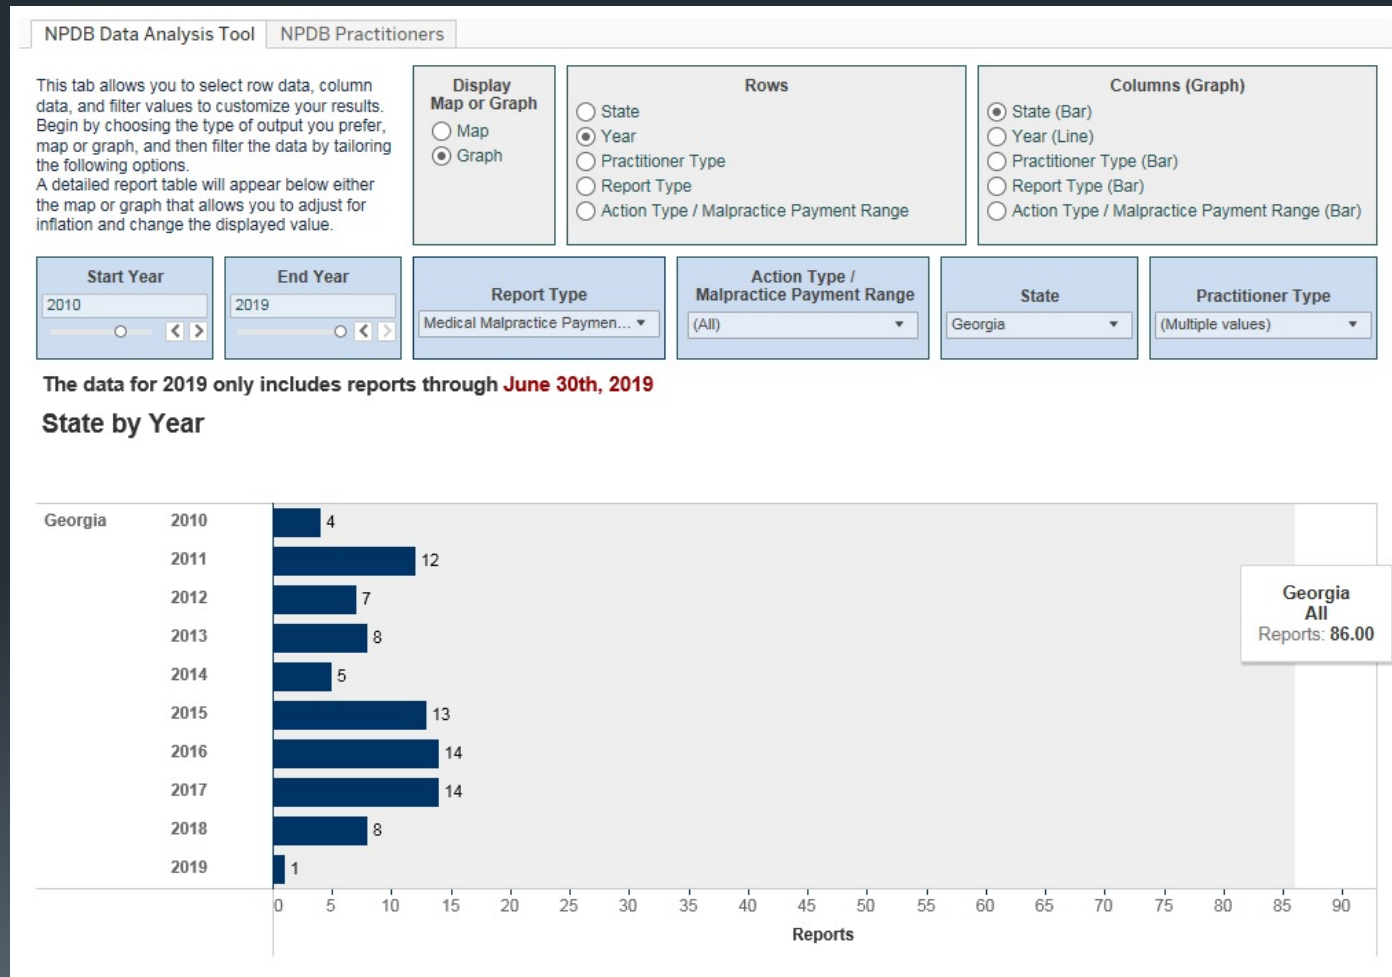 NPDB Data Analysis Tool
NPDB Practitioners
This tab allows you to select row data, column
data, and filter values to customize your results.
Begin by choosing the type of output you prefer,
map or graph, and then filter the data by tailoring
the following options.
A detailed report table will appear below either
the map or graph that allows you to adjust for
inflation and change the displayed value.
Display
Map or Graph
Map
Graph
Rows
State
Year
Practitioner Type
Report Type
Action Type / Malpractice Payment Range
Columns (Graph)
State (Bar)
Year (Line)
Practitioner Type (Bar)
Report Type (Bar)
Action Type / Malpractice Payment Range (Bar)
Start Year
2010
End Year
2019
Report Type
Medical Malpractice Paymen...
Action Type /
Malpractice Payment Range
(All)
State
Georgia
Practitioner Type
(Multiple values)
The data for 2019 only includes reports through June 30th, 2019
State by Year
Georgia 2010 4
2011 12
2012 7
2013 8
2014 5
2015 13
2016 14
2017 14
2018 8
2019 1
Georgia
All
Reports: 86.00
0 5 10 15 20 25 30 35 40 45 50 55 60 65 70 75 80 85 90
Reports